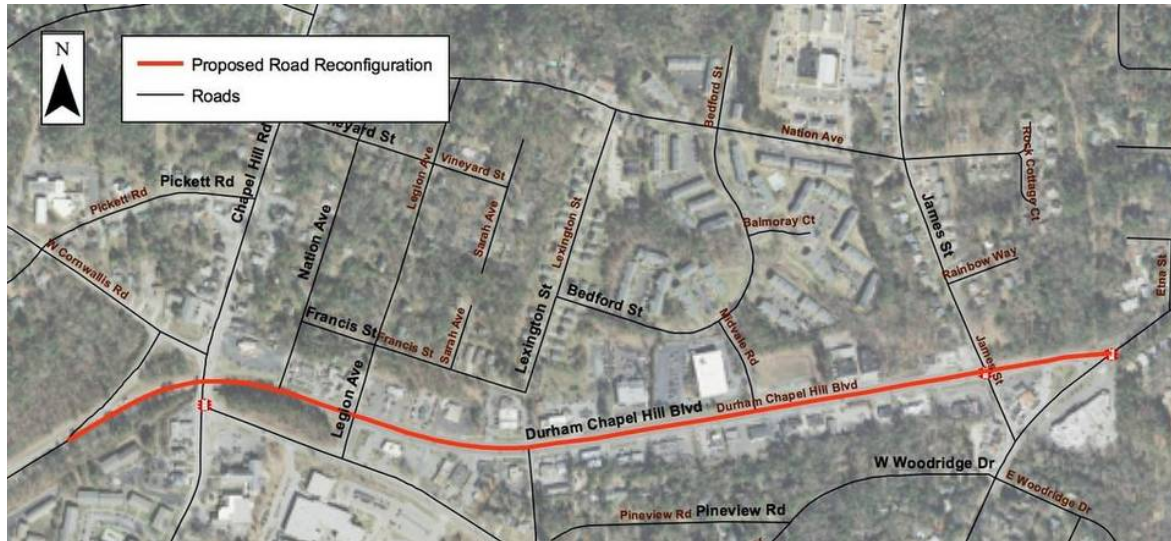 N
Proposed Road Reconfiguration
Roads
Bedford St
Nation Ave
Rock Cottagy Ct
Chapel Hill Rd
neyard St
Vineyard St
Legion Ave
Pickett Rd
Pickett Rd
Nation Ave
Sarah Ave
Lexington St
Balmoray Ct
James St
Rainbow Way
Etna St
W Cornwallis Rd
Francis St
Francis St
Sarah Ave
Lexington St
Bedford St
Midvale Rd
James St
Legion Ave
Durham Chapel Hill Blvd
Durham Chapel Hill Blvd
W Woodridge Dr
E Woodridge Dr
Pineview Rd
Pineview Rd